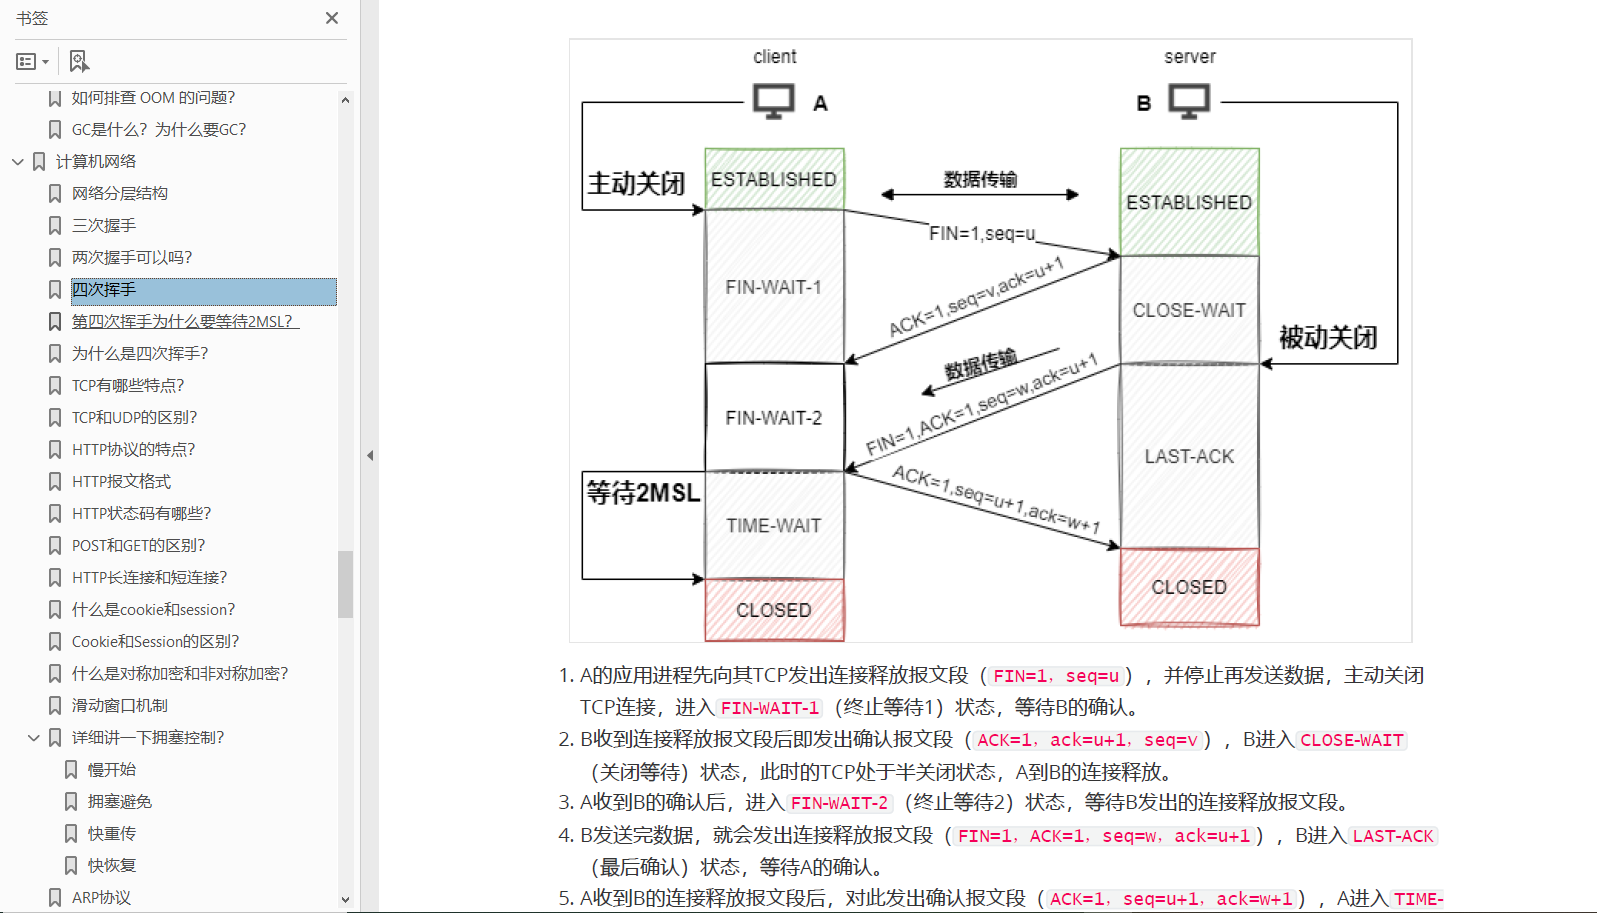 书签
如何排查 OOM 的问题？
GC是什么？为什么要GC？
计算机网络
网络分层结构
三次握手
两次握手可以吗？
四次挥手
第四次挥手为什么要等待2MSL？
为什么是四次挥手？
TCP有哪些特点？
TCP和UDP的区别？
HTTP协议的特点？
HTTP报文格式
HTTP状态码有哪些？
POST和GET的区别？
HTTP长连接和短连接？
什么是cookie和session？
Cookie和Session的区别？
什么是对称加密和非对称加密？
滑动窗口机制
详细讲一下拥塞控制？
慢开始
拥塞避免
快重传
快恢复
ARP协议
client
server
A
B
主动关闭
ESTABLISHED
数据传输
ESTABLISHED
FIN=1,seq=u
FIN-WAIT-1
ACK=1,seq=v,ack=u+1
CLOSE-WAIT
被动关闭
数据传输
FIN=1,ACK=1,seq=w,ack=u+1
FIN-WAIT-2
LAST-ACK
等待2MSL
ACK=1,seq=u+1,ack=w+1
TIME-WAIT
CLOSED
CLOSED
1. A的应用进程先向其TCP发出连接释放报文段（FIN=1，seq=u），并停止再发送数据，主动关闭
TCP连接，进入FIN-WAIT-1（终止等待1）状态，等待B的确认。
2. B收到连接释放报文段后即发出确认报文段（ACK=1，ack=u+1，seq=v），B进入CLOSE-WAIT
（关闭等待）状态，此时的TCP处于半关闭状态，A到B的连接释放。
3. A收到B的确认后，进入FIN-WAIT-2（终止等待2）状态，等待B发出的连接释放报文段。
4. B发送完数据，就会发出连接释放报文段（FIN=1，ACK=1，seq=w，ack=u+1），B进入LAST-ACK
（最后确认）状态，等待A的确认。
5. A收到B的连接释放报文段后，对此发出确认报文段（ACK=1，seq=u+1，ack=w+1），A进入TIME-